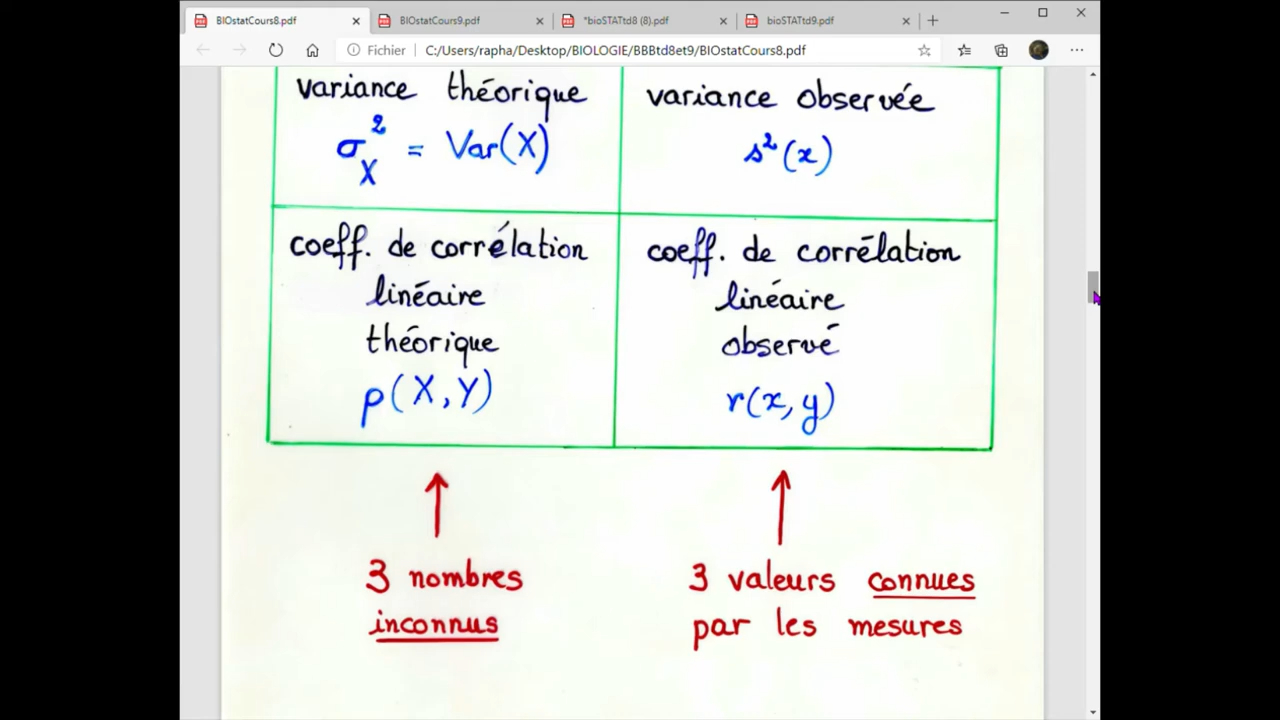 BIOstatCours8.pdf
BIOstatCours9.pdf
*bioSTATtd8 (8).pdf
bioSTATtd9.pdf
Fichier
C:/Users/rapha/Desktop/BIOLOGIE/BBBtd8et9/BIOstatCours8.pdf
variance théorique
σ²X = Var(X)
variance observée
s²(x)
coeff. de corrélation
linéaire
théorique
ρ(X,Y)
coeff. de corrélation
linéaire
observé
r(x,y)
3 nombres
inconnus
3 valeurs connues
par les mesures